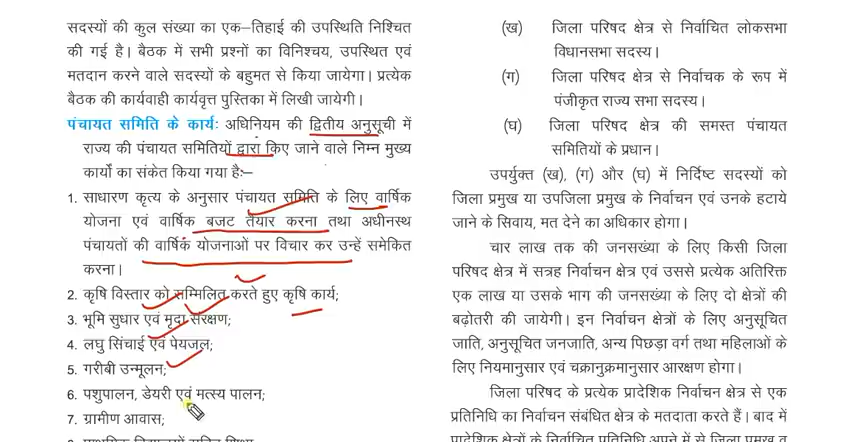 सदस्यों की कुल संख्या का एक–तिहाई की उपस्थिति निश्चित
की गई है। बैठक में सभी प्रश्नों का विनिश्चय, उपस्थित एवं
मतदान करने वाले सदस्यों के बहुमत से किया जायेगा। प्रत्येक
बैठक की कार्यवाही कार्यवृत्त पुस्तिका में लिखी जायेगी।
पंचायत समिति के कार्य: अधिनियम की द्वितीय अनुसूची में
राज्य की पंचायत समितियों द्वारा किए जाने वाले निम्न मुख्य
कार्यों का संकेत किया गया है:–
1. साधारण कृत्य के अनुसार पंचायत समिति के लिए वार्षिक
योजना एवं वार्षिक बजट तैयार करना तथा अधीनस्थ
पंचायतों की वार्षिक योजनाओं पर विचार कर उन्हें समेकित
करना।
2. कृषि विस्तार को सम्मिलित करते हुए कृषि कार्य;
3. भूमि सुधार एवं मृदा संरक्षण;
4. लघु सिंचाई एवं पेयजल;
5. गरीबी उन्मूलन;
6. पशुपालन, डेयरी एवं मत्स्य पालन;
7. ग्रामीण आवास;
(ख) जिला परिषद क्षेत्र से निर्वाचित लोकसभा
विधानसभा सदस्य।
(ग) जिला परिषद क्षेत्र से निर्वाचक के रूप में
पंजीकृत राज्य सभा सदस्य।
(घ) जिला परिषद क्षेत्र की समस्त पंचायत
समितियों के प्रधान।
उपर्युक्त (ख), (ग) और (घ) में निर्दिष्ट सदस्यों को
जिला प्रमुख या उपजिला प्रमुख के निर्वाचन एवं उनके हटाये
जाने के सिवाय, मत देने का अधिकार होगा।
चार लाख तक की जनसख्या के लिए किसी जिला
परिषद क्षेत्र में सत्रह निर्वाचन क्षेत्र एवं उससे प्रत्येक अतिरिक्त
एक लाख या उसके भाग की जनसख्या के लिए दो क्षेत्रों की
बढ़ोतरी की जायेगी। इन निर्वाचन क्षेत्रों के लिए अनुसूचित
जाति, अनुसूचित जनजाति, अन्य पिछड़ा वर्ग तथा महिलाओं के
लिए नियमानुसार एवं चक्रानुक्रमानुसार आरक्षण होगा।
जिला परिषद के प्रत्येक प्रादेशिक निर्वाचन क्षेत्र से एक
प्रतिनिधि का निर्वाचन संबंधित क्षेत्र के मतदाता करते हैं। बाद में
प्रादेशिक क्षेत्रों के निर्वाचित प्रतिनिधि अपने में से जिला प्रमुख व